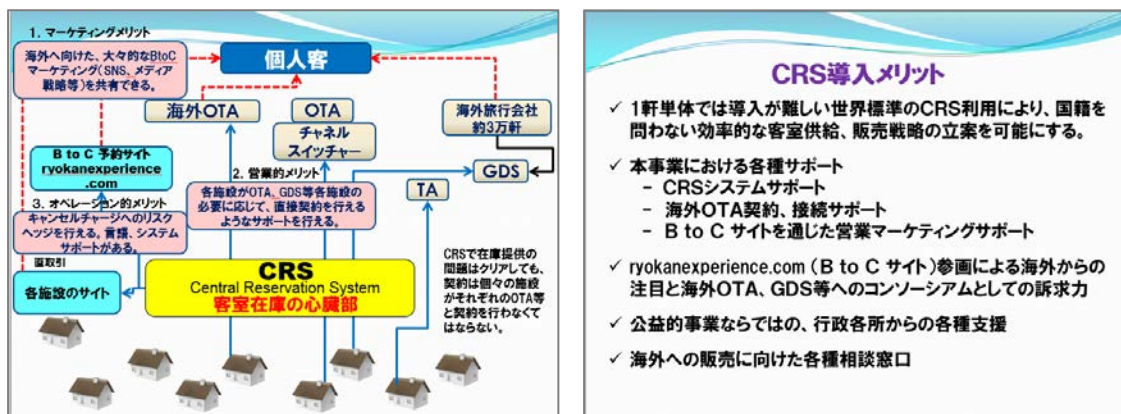 1. マーケティングメリット
海外へ向けた、大々的なBtoC
マーケティング(SNS、メディア
戦略等)を共有できる。
個人客
海外OTA
OTA
チャネル
スイッチャー
海外旅行会社
約3万軒
B to C 予約サイト
ryokanexperience
.com
2. 営業的メリット
各施設がOTA、GDS等各施設の
必要に応じて、直接契約を行える
ようなサポートを行える。
GDS
TA
3. オペレーション的メリット
キャンセルチャージへのリスク
ヘッジを行える。言語、システム
サポートがある。
直取引
各施設のサイト
CRS
Central Reservation System
客室在庫の心臓部
CRSで在庫提供の
問題はクリアしても、
契約は個々の施設
がそれぞれのOTA等
と契約を行わなくて
はならない。
CRS導入メリット
✓ 1軒単体では導入が難しい世界標準のCRS利用により、国籍を
問わない効率的な客室供給、販売戦略の立案を可能にする。
✓ 本事業における各種サポート
– CRSシステムサポート
– 海外OTA契約、接続サポート
– B to C サイトを通じた営業マーケティングサポート
✓ ryokanexperience.com (B to C サイト)参画による海外からの
注目と海外OTA、GDS等へのコンソーシアムとしての訴求力
✓ 公益的事業ならではの、行政各所からの各種支援
✓ 海外への販売に向けた各種相談窓口